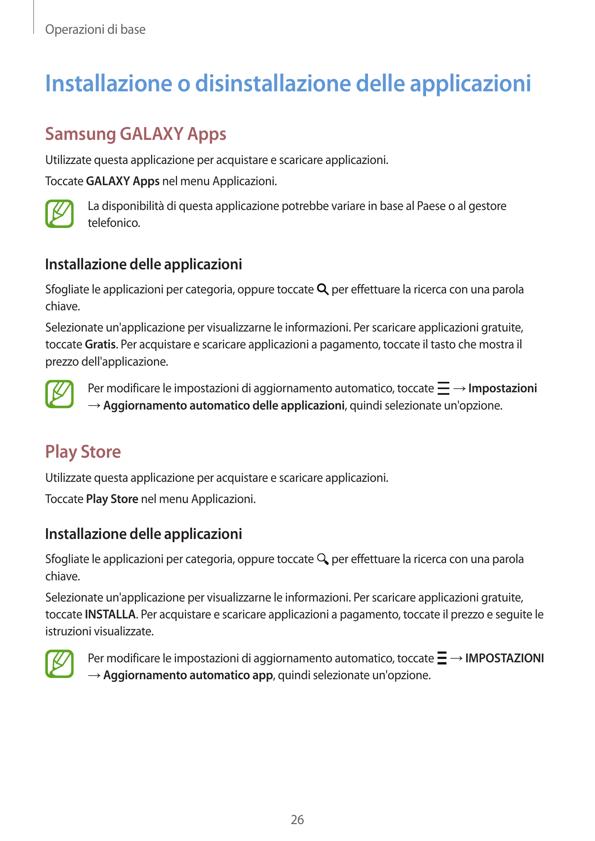 Operazioni di base
Installazione o disinstallazione delle applicazioni
Samsung GALAXY Apps
Utilizzate questa applicazione per acquistare e scaricare applicazioni.
Toccate GALAXY Apps nel menu Applicazioni.
La disponibilità di questa applicazione potrebbe variare in base al Paese o al gestore
telefonico.
Installazione delle applicazioni
Sfogliate le applicazioni per categoria, oppure toccate per effettuare la ricerca con una parola
chiave.
Selezionate un'applicazione per visualizzarne le informazioni. Per scaricare applicazioni gratuite,
toccate Gratis. Per acquistare e scaricare applicazioni a pagamento, toccate il tasto che mostra il
prezzo dell'applicazione.
Per modificare le impostazioni di aggiornamento automatico, toccate → Impostazioni
→ Aggiornamento automatico delle applicazioni, quindi selezionate un'opzione.
Play Store
Utilizzate questa applicazione per acquistare e scaricare applicazioni.
Toccate Play Store nel menu Applicazioni.
Installazione delle applicazioni
Sfogliate le applicazioni per categoria, oppure toccate per effettuare la ricerca con una parola
chiave.
Selezionate un'applicazione per visualizzarne le informazioni. Per scaricare applicazioni gratuite,
toccate INSTALLA. Per acquistare e scaricare applicazioni a pagamento, toccate il prezzo e seguite le
istruzioni visualizzate.
Per modificare le impostazioni di aggiornamento automatico, toccate → IMPOSTAZIONI
→ Aggiornamento automatico app, quindi selezionate un'opzione.
26